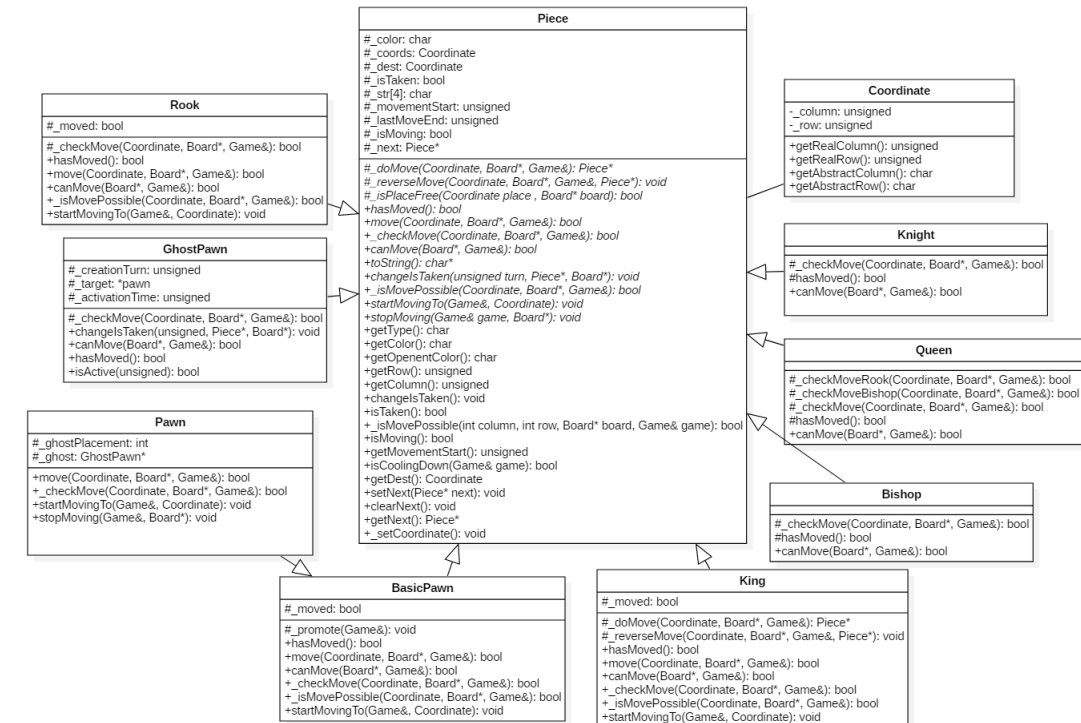 Piece
#_color: char
#_coords: Coordinate
#_dest: Coordinate
#_isTaken: bool
#_str[4]: char
#_movementStart: unsigned
#_lastMoveEnd: unsigned
#_isMoving: bool
#_next: Piece*
#_doMove(Coordinate, Board*, Game&): Piece*
#_reverseMove(Coordinate, Board*, Game&, Piece*): void
#_isPlaceFree(Coordinate place , Board* board): bool
+hasMoved(): bool
+move(Coordinate, Board*, Game&): bool
+_checkMove(Coordinate, Board*, Game&): bool
+canMove(Board*, Game&): bool
+toString(): char*
+changeIsTaken(unsigned turn, Piece*, Board*): void
+_isMovePossible(Coordinate, Board*, Game&): bool
+startMovingTo(Game&, Coordinate): void
+stopMoving(Game& game, Board*): void
+getType(): char
+getColor(): char
+getOpenentColor(): char
+getRow(): unsigned
+getColumn(): unsigned
+changeIsTaken(): void
+isTaken(): bool
+_isMovePossible(int column, int row, Board* board, Game& game): bool
+isMoving(): bool
+getMovementStart(): unsigned
+isCoolingDown(Game& game): bool
+getDest(): Coordinate
+setNext(Piece* next): void
+clearNext(): void
+getNext(): Piece*
+_setCoordinate(): void
Rook
#_moved: bool
#_checkMove(Coordinate, Board*, Game&): bool
+hasMoved(): bool
+move(Coordinate, Board*, Game&): bool
+canMove(Board*, Game&): bool
+_isMovePossible(Coordinate, Board*, Game&): bool
+startMovingTo(Game&, Coordinate): void
GhostPawn
#_creationTurn: unsigned
#_target: *pawn
#_activationTime: unsigned
#_checkMove(Coordinate, Board*, Game&): bool
+changeIsTaken(unsigned, Piece*, Board*): void
+canMove(Board*, Game&): bool
+hasMoved(): bool
+isActive(unsigned): bool
Pawn
#_ghostPlacement: int
#_ghost: GhostPawn*
+move(Coordinate, Board*, Game&): bool
+_checkMove(Coordinate, Board*, Game&): bool
+startMovingTo(Game&, Coordinate): void
+stopMoving(Game&, Board*): void
BasicPawn
#_moved: bool
#_promote(Game&): void
+hasMoved(): bool
+move(Coordinate, Board*, Game&): bool
+canMove(Board*, Game&): bool
+_checkMove(Coordinate, Board*, Game&): bool
+_isMovePossible(Coordinate, Board*, Game&): bool
+startMovingTo(Game&, Coordinate): void
King
#_moved: bool
#_doMove(Coordinate, Board*, Game&): Piece*
#_reverseMove(Coordinate, Board*, Game&, Piece*): void
+hasMoved(): bool
+move(Coordinate, Board*, Game&): bool
+canMove(Board*, Game&): bool
+_checkMove(Coordinate, Board*, Game&): bool
+_isMovePossible(Coordinate, Board*, Game&): bool
+startMovingTo(Game&, Coordinate): void
Coordinate
-_column: unsigned
-_row: unsigned
+getRealColumn(): unsigned
+getRealRow(): unsigned
+getAbstractColumn(): char
+getAbstractRow(): char
Knight
#_checkMove(Coordinate, Board*, Game&): bool
#hasMoved(): bool
+canMove(Board*, Game&): bool
Queen
#_checkMoveRook(Coordinate, Board*, Game&): bool
#_checkMoveBishop(Coordinate, Board*, Game&): bool
#_checkMove(Coordinate, Board*, Game&): bool
#hasMoved(): bool
+canMove(Board*, Game&): bool
Bishop
#_checkMove(Coordinate, Board*, Game&): bool
#hasMoved(): bool
+canMove(Board*, Game&): bool